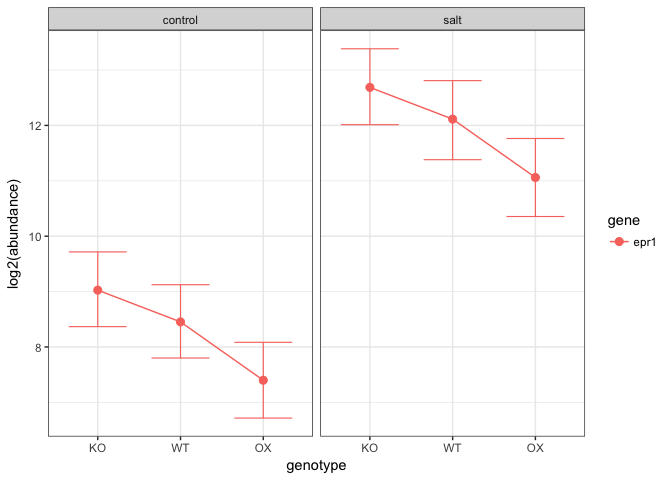 control
salt
log2(abundance)
12
10
8
KO
WT
OX
KO
WT
OX
genotype
gene
epr1